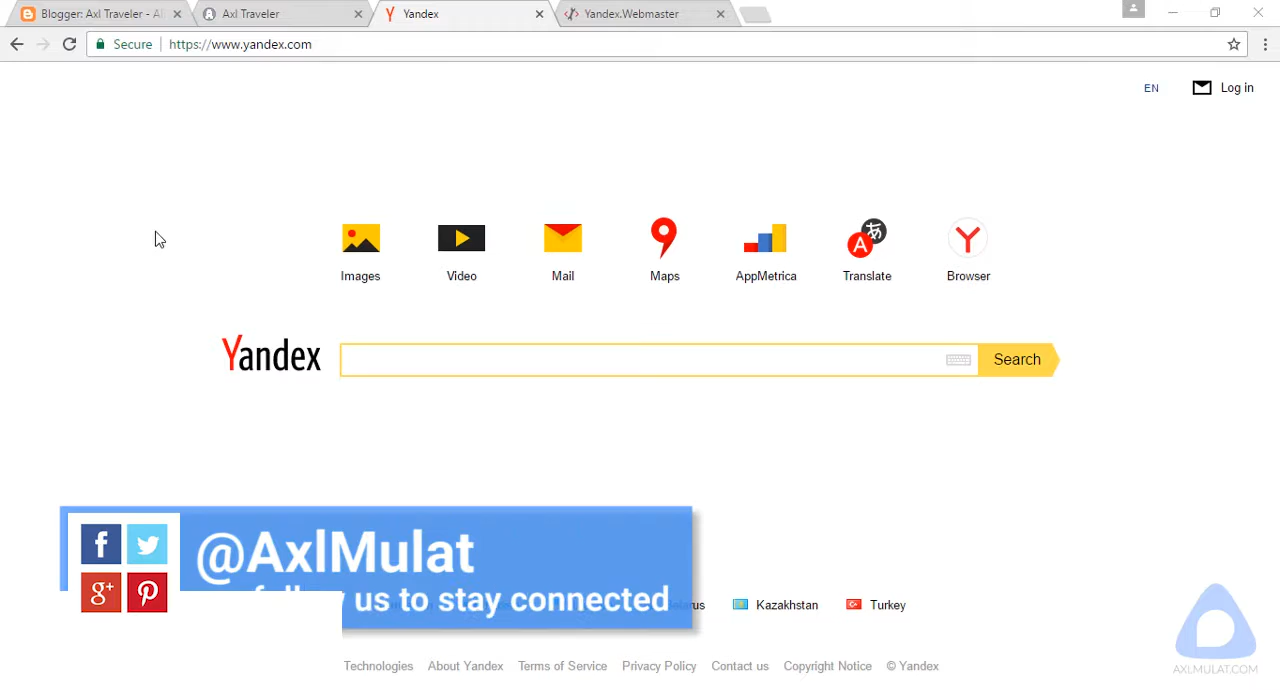 Blogger: Axl Traveler - Al
Axl Traveler
Yandex
Yandex.Webmaster
Secure
https://www.yandex.com
EN
Log in
Images
Video
Mail
Maps
AppMetrica
Translate
Browser
Yandex
Search
@AxlMulat
us to stay connected
Kazakhstan
Turkey
Technologies
About Yandex
Terms of Service
Privacy Policy
Contact us
Copyright Notice
© Yandex
AXLMULAT.COM